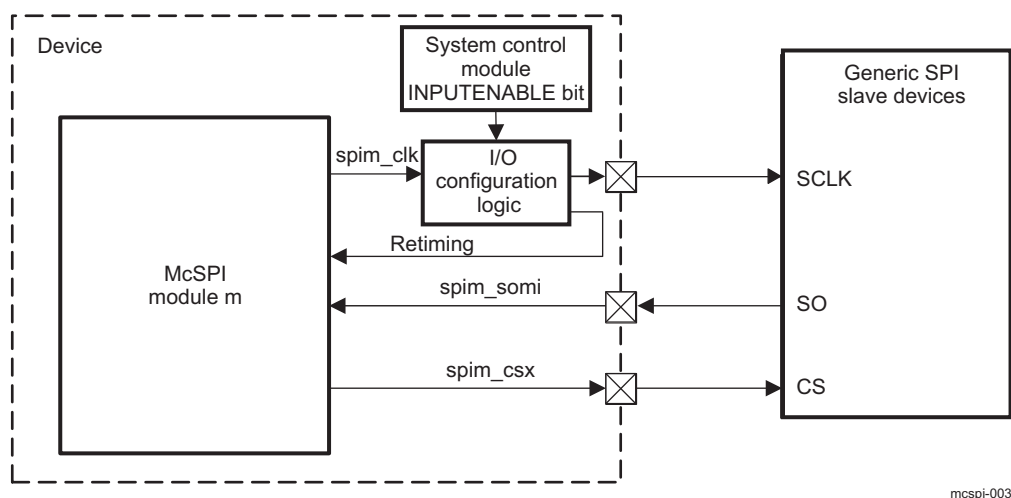 Device
System control
module
INPUTENABLE bit
Generic SPI
slave devices
spim_clk
I/O
configuration
logic
SCLK
Retiming
McSPI
module m
spim_somi
SO
spim_csx
CS
mcspi-003